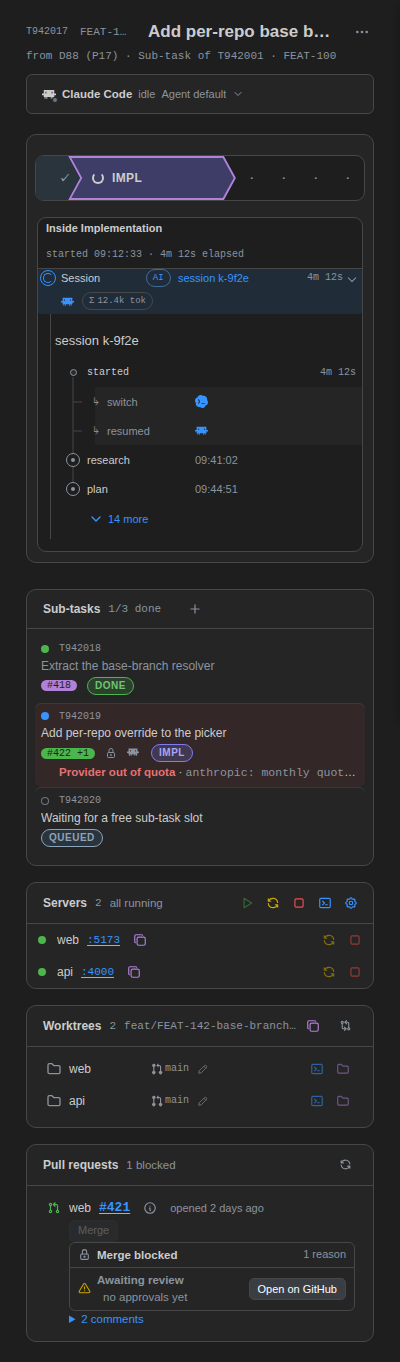 T942017 FEAT-1… Add per-repo base b… ···
from D88 (P17) · Sub-task of T942001 · FEAT-100
Claude Code idle Agent default
✓ IMPL
Inside Implementation
started 09:12:33 · 4m 12s elapsed
Session AI session k-9f2e 4m 12s
Σ 12.4k tok
session k-9f2e
started 4m 12s
↳ switch
↳ resumed
research 09:41:02
plan 09:44:51
14 more
Sub-tasks 1/3 done +
T942018
Extract the base-branch resolver
#418 DONE
T942019
Add per-repo override to the picker
#422 +1 IMPL
Provider out of quota · anthropic: monthly quot…
T942020
Waiting for a free sub-task slot
QUEUED
Servers 2 all running
web :5173
api :4000
Worktrees 2 feat/FEAT-142-base-branch…
web main
api main
Pull requests 1 blocked
web #421 opened 2 days ago
Merge
Merge blocked 1 reason
Awaiting review
no approvals yet
Open on GitHub
2 comments